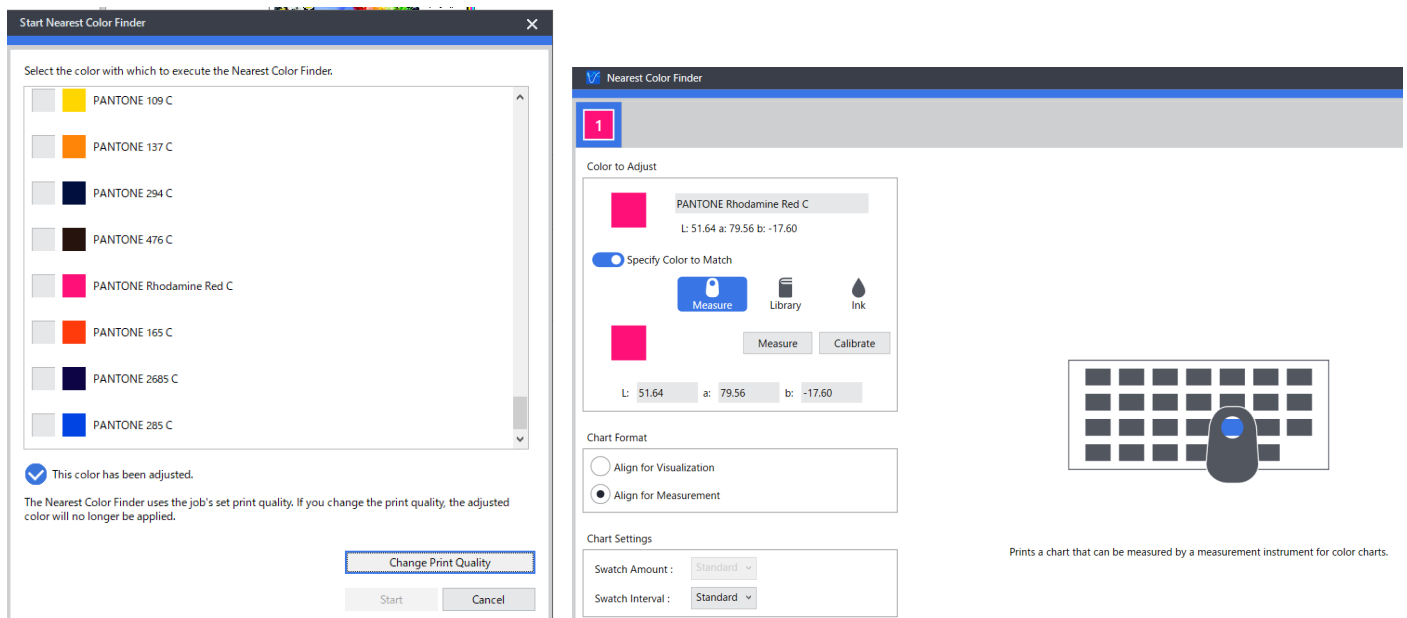 Start Nearest Color Finder
Select the color with which to execute the Nearest Color Finder.
PANTONE 109 C
PANTONE 137 C
PANTONE 294 C
PANTONE 476 C
PANTONE Rhodamine Red C
PANTONE 165 C
PANTONE 2685 C
PANTONE 285 C
This color has been adjusted.
The Nearest Color Finder uses the job's set print quality. If you change the print quality, the adjusted
color will no longer be applied.
Change Print Quality
Start Cancel
Nearest Color Finder
1
Color to Adjust
PANTONE Rhodamine Red C
L: 51.64 a: 79.56 b: -17.60
Specify Color to Match
Measure Library Ink
Measure Calibrate
L: 51.64 a: 79.56 b: -17.60
Chart Format
Align for Visualization
Align for Measurement
Chart Settings
Swatch Amount : Standard
Swatch Interval : Standard
Prints a chart that can be measured by a measurement instrument for color charts.